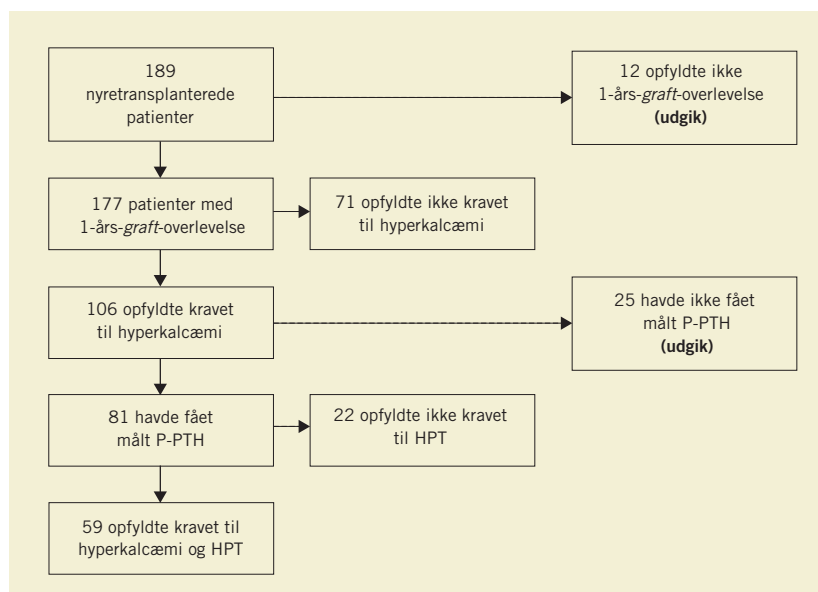 189
nyretransplanterede
patienter
12 opfyldte ikke
1-års-graft-overlevelse
(udgik)
177 patienter med
1-års-graft-overlevelse
71 opfyldte ikke kravet
til hyperkalcæmi
106 opfyldte kravet
til hyperkalcæmi
25 havde ikke fået
målt P-PTH
(udgik)
81 havde fået
målt P-PTH
22 opfyldte ikke kravet
til HPT
59 opfyldte kravet til
hyperkalcæmi og HPT